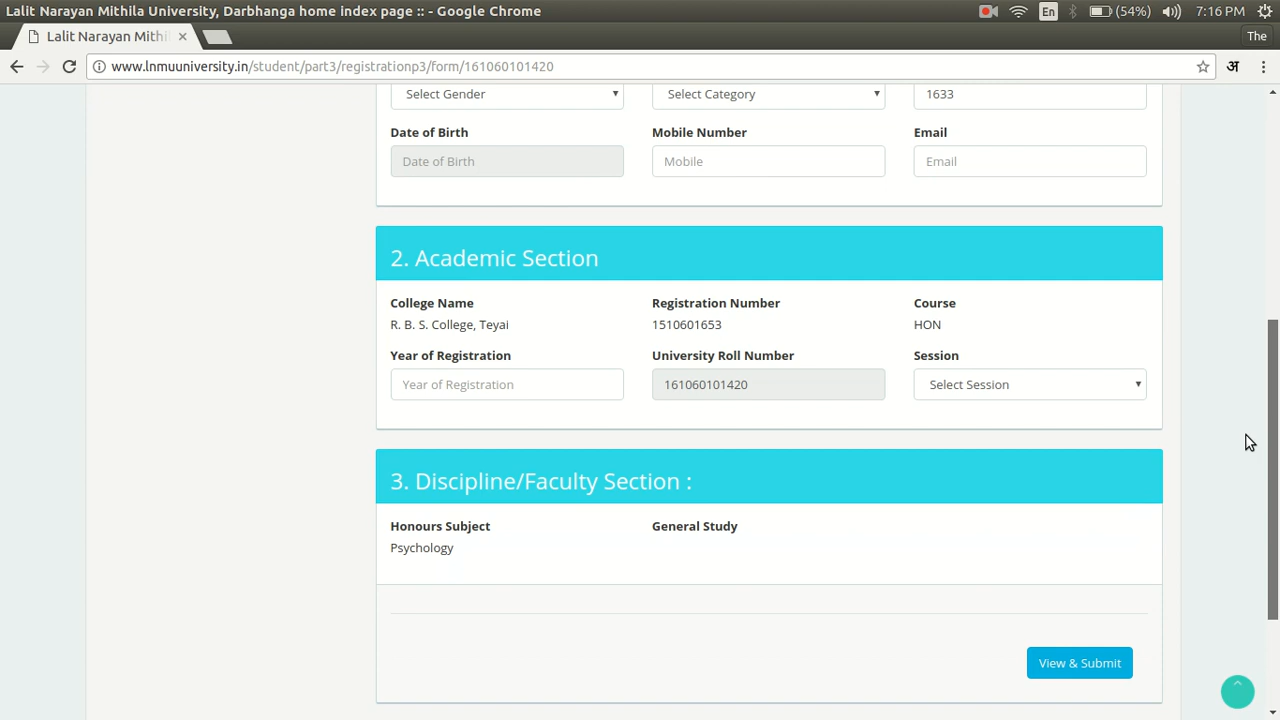 Lalit Narayan Mithila University, Darbhanga home index page :: - Google Chrome En (54%) 7:16 PM
Lalit Narayan Mithil The
www.lnmuuniversity.in/student/part3/registrationp3/form/161060101420 अ
Select Gender Select Category 1633
Date of Birth Mobile Number Email
Date of Birth Mobile Email
2. Academic Section
College Name Registration Number Course
R. B. S. College, Teyai 1510601653 HON
Year of Registration University Roll Number Session
Year of Registration 161060101420 Select Session
3. Discipline/Faculty Section :
Honours Subject General Study
Psychology
View & Submit